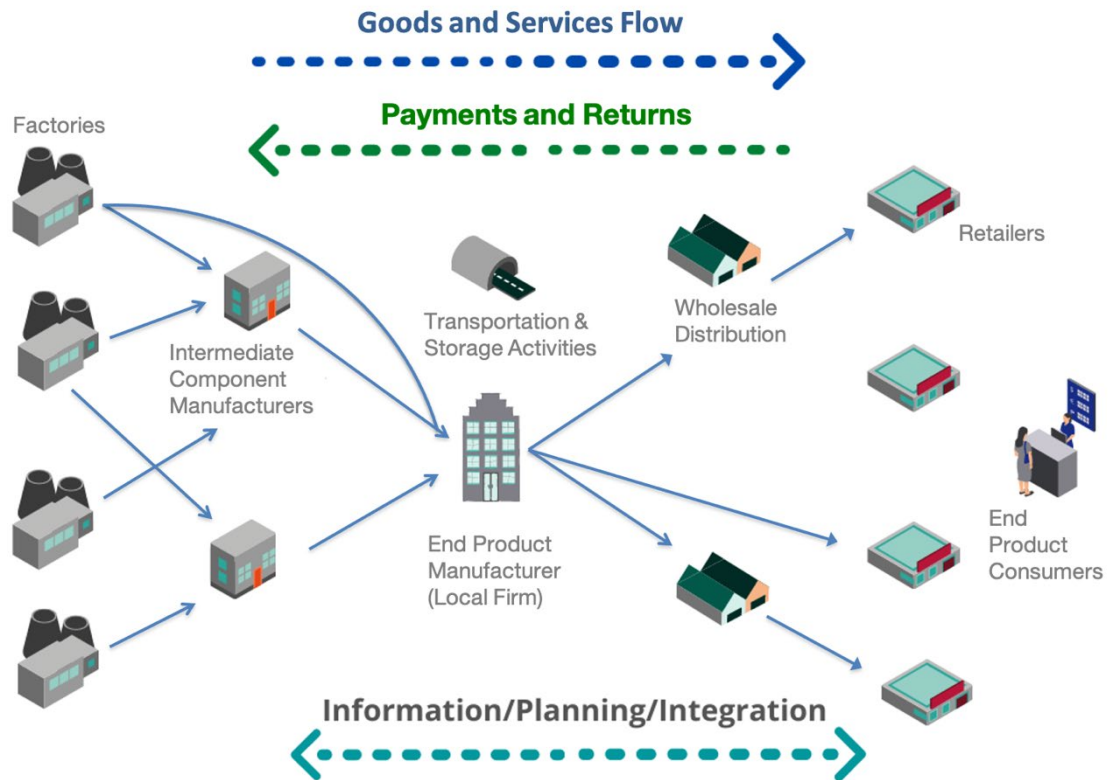 Goods and Services Flow
Payments and Returns
Factories
Retailers
Transportation &
Storage Activities
Wholesale
Distribution
Intermediate
Component
Manufacturers
End Product
Manufacturer
(Local Firm)
End
Product
Consumers
Information/Planning/Integration